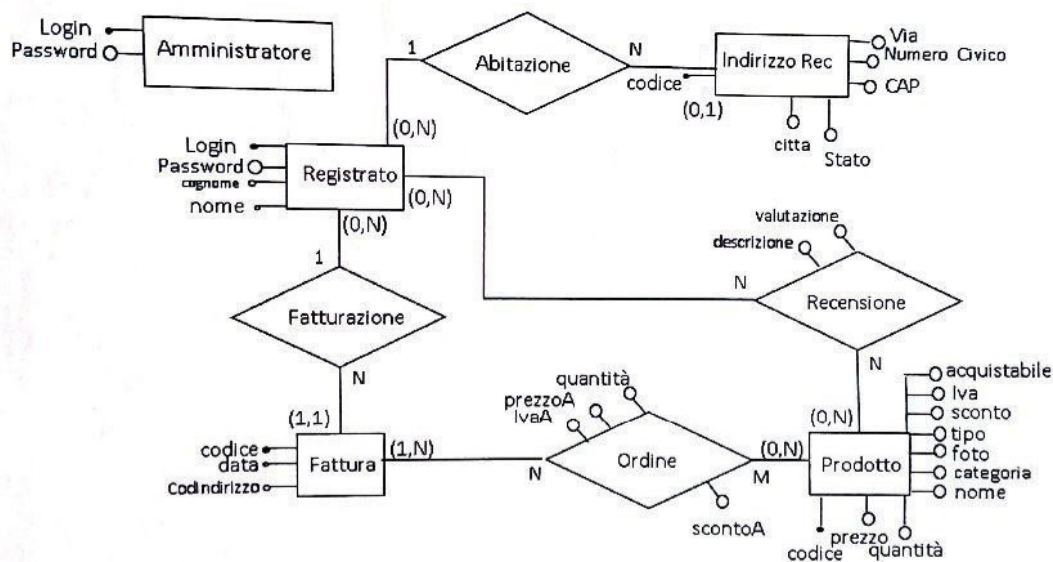 Login
Password
Amministratore
1
Abitazione
N
Indirizzo Rec
codice
(0,1)
Via
Numero Civico
CAP
citta
Stato
(0,N)
Login
Password
cognome
nome
Registrato
(0,N)
(0,N)
valutazione
descrizione
1
N
Recensione
Fatturazione
N
N
quantità
prezzoA
IvaA
acquistabile
Iva
sconto
tipo
foto
categoria
nome
(1,1)
(0,N)
codice
data
CodIndirizzo
Fattura
(1,N)
N
Ordine
(0,N)
M
Prodotto
scontoA
codice
prezzo
quantità